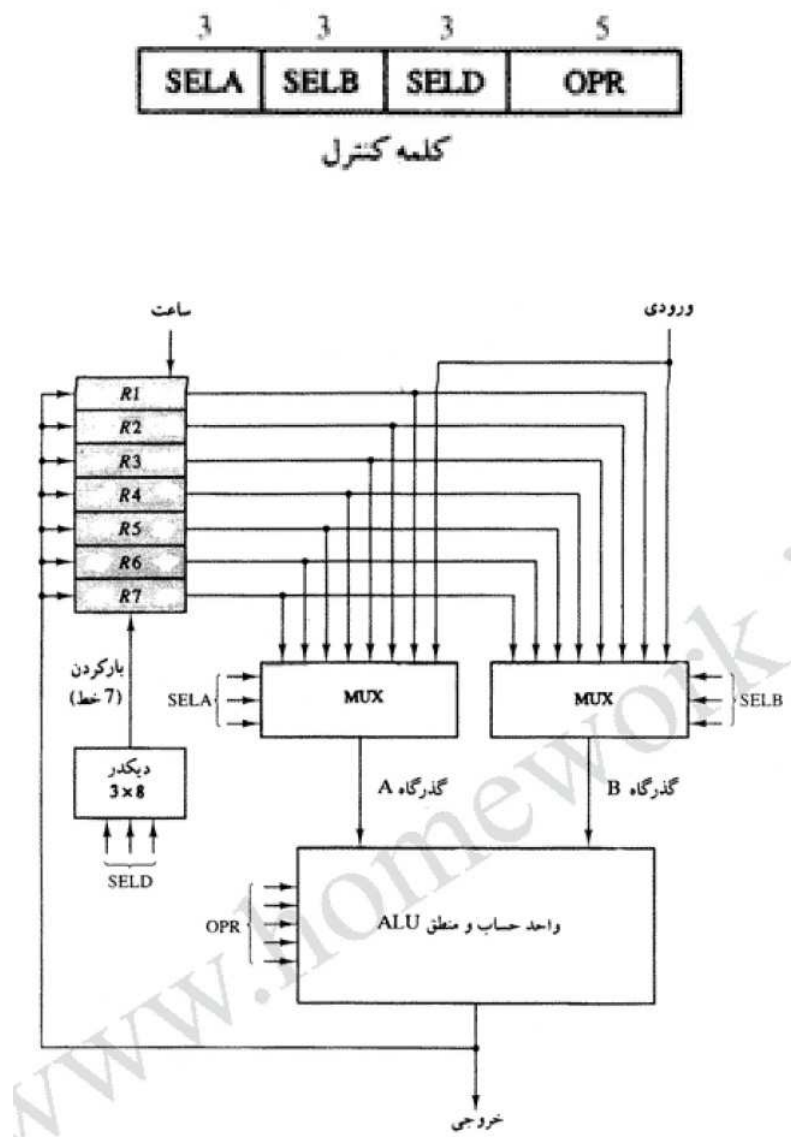 3 3 3 5
SELA SELB SELD OPR
کلمه کنترل
ساعت ورودی
R1
R2
R3
R4
R5
R6
R7
بارکردن
(7 خط)
SELA MUX MUX SELB
دیکدر
3×8
گذرگاه A گذرگاه B
SELD
OPR واحد حساب و منطق ALU
خروجی
www.homework.